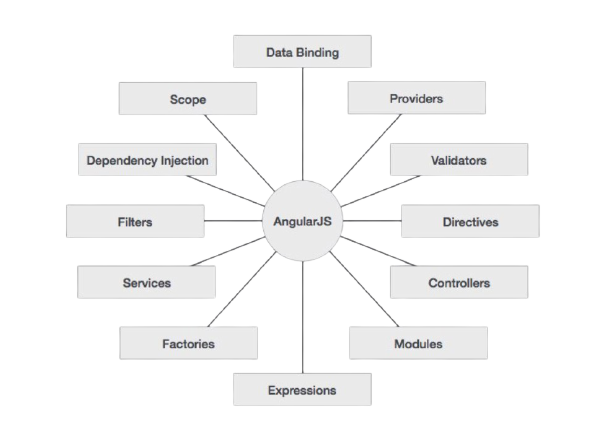 Data Binding
Scope
Providers
Dependency Injection
Validators
Filters
AngularJS
Directives
Services
Controllers
Factories
Modules
Expressions